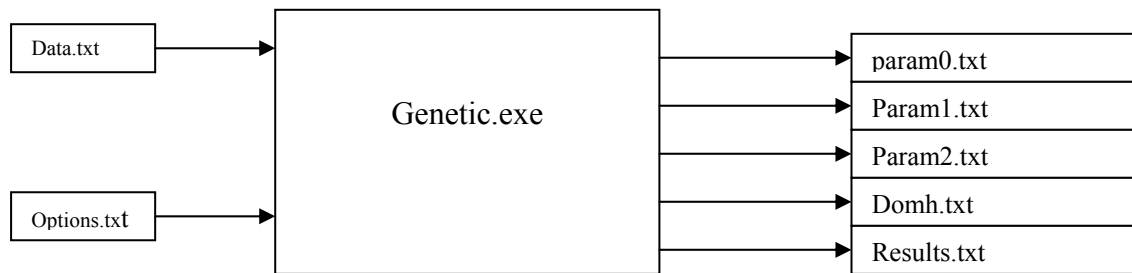 Data.txt
Options.txt
Genetic.exe
param0.txt
Param1.txt
Param2.txt
Domh.txt
Results.txt